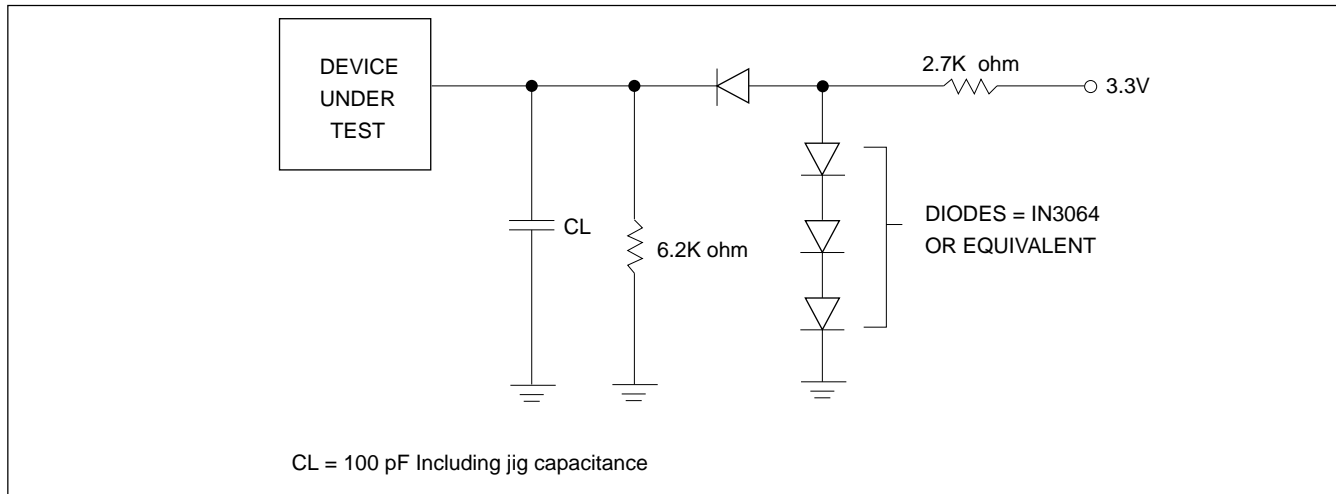 DEVICE
UNDER
TEST
2.7K ohm
3.3V
CL
6.2K ohm
DIODES = IN3064
OR EQUIVALENT
CL = 100 pF Including jig capacitance